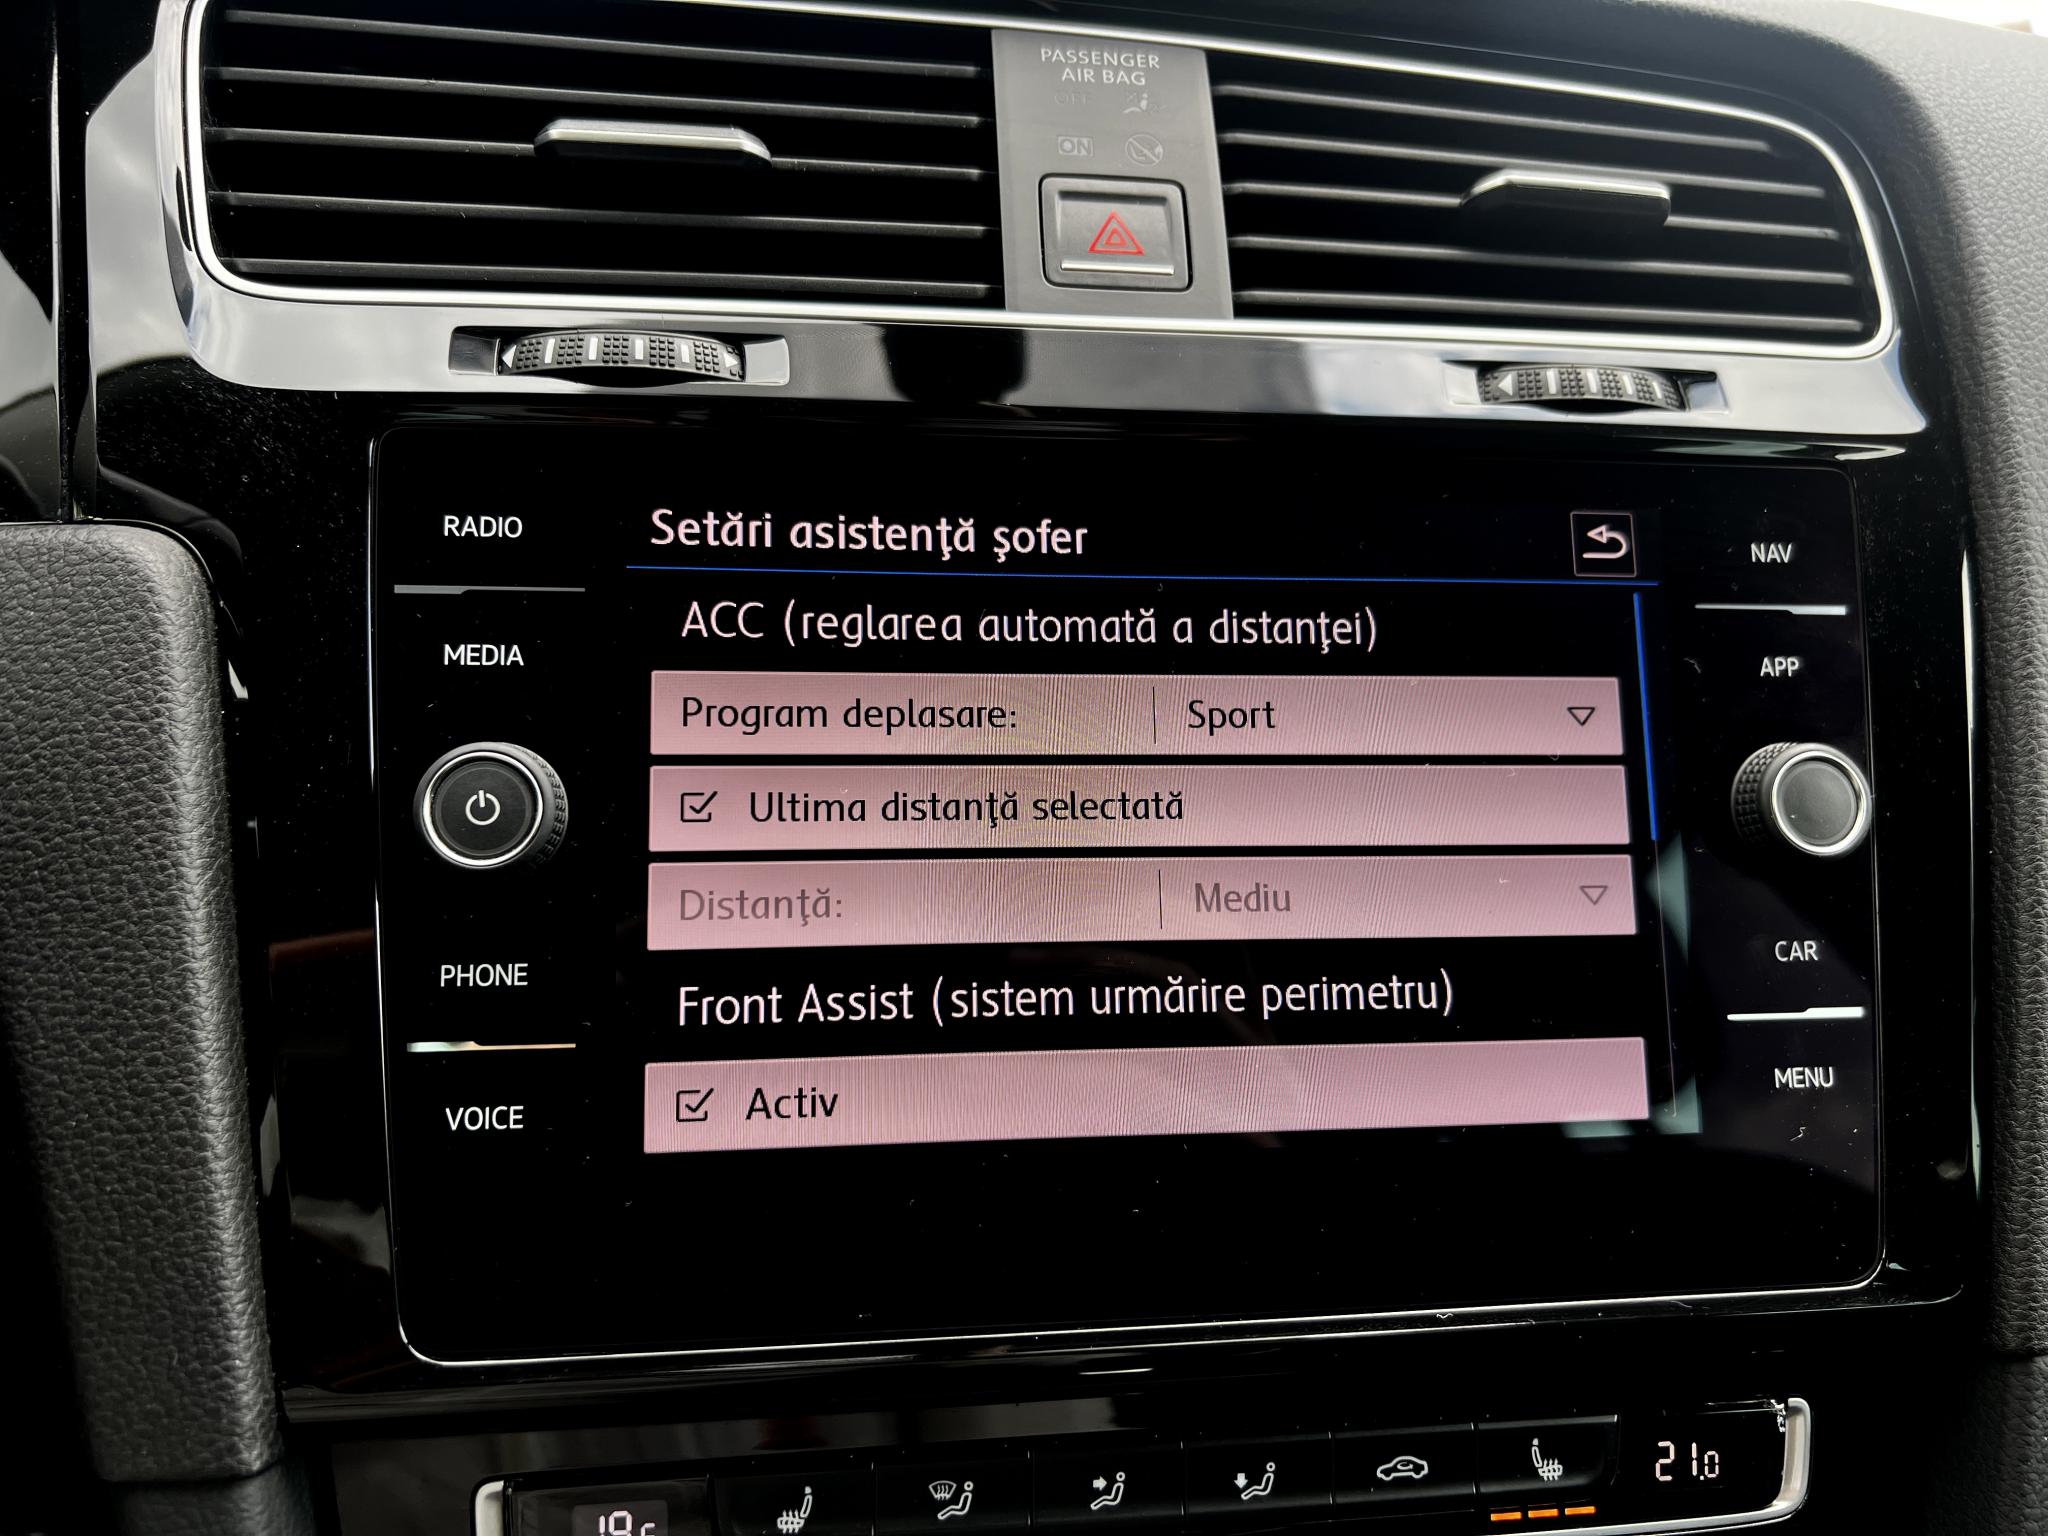 PASSENGER
AIR BAG
OFF
ON
RADIO
MEDIA
PHONE
VOICE
Setări asistenţă şofer
ACC (reglarea automată a distanţei)
Program deplasare: Sport
Ultima distanţă selectată
Distanţă: Mediu
Front Assist (sistem urmărire perimetru)
Activ
NAV
APP
CAR
MENU
21.0